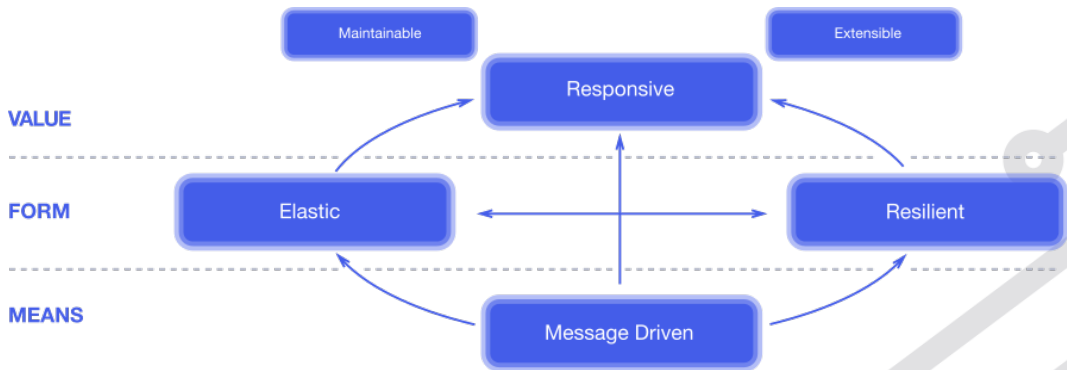 Maintainable
Extensible
Responsive
VALUE
FORM
Elastic
Resilient
MEANS
Message Driven